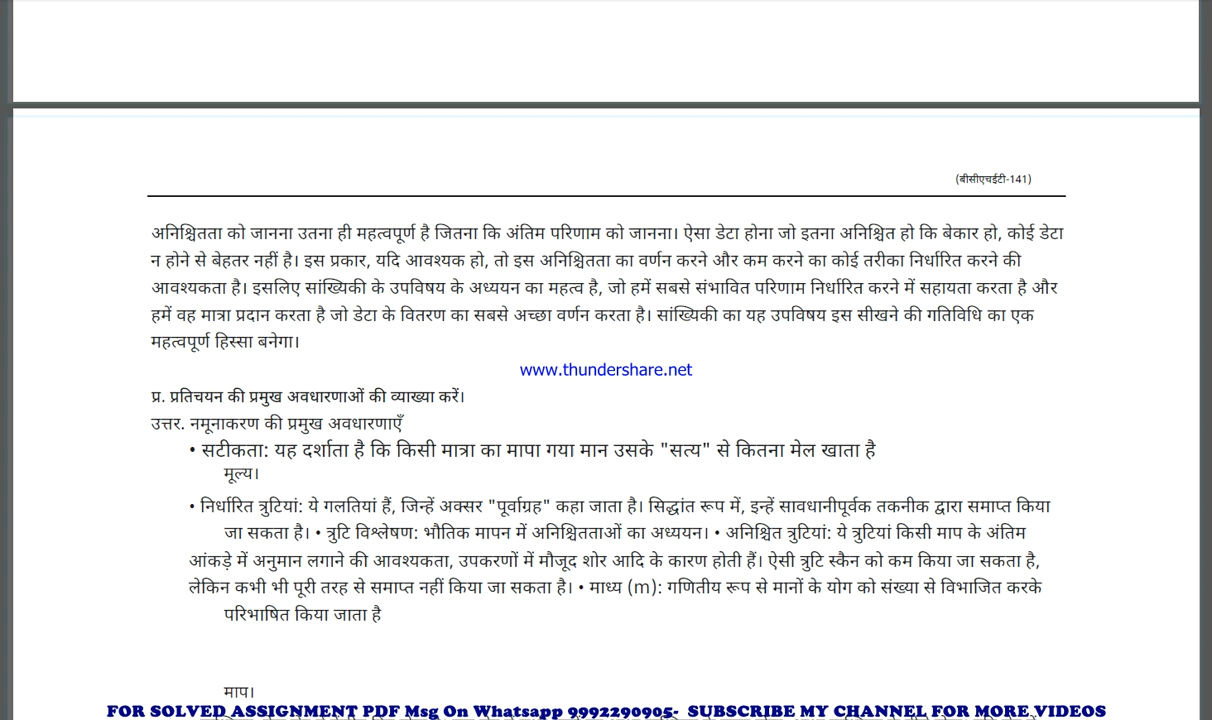 (बीसीएचईटी-141)
अनिश्चितता को जानना उतना ही महत्वपूर्ण है जितना कि अंतिम परिणाम को जानना। ऐसा डेटा होना जो इतना अनिश्चित हो कि बेकार हो, कोई डेटा
न होने से बेहतर नहीं है। इस प्रकार, यदि आवश्यक हो, तो इस अनिश्चितता का वर्णन करने और कम करने का कोई तरीका निर्धारित करने की
आवश्यकता है। इसलिए सांख्यिकी के उपविषय के अध्ययन का महत्व है, जो हमें सबसे संभावित परिणाम निर्धारित करने में सहायता करता है और
हमें वह मात्रा प्रदान करता है जो डेटा के वितरण का सबसे अच्छा वर्णन करता है। सांख्यिकी का यह उपविषय इस सीखने की गतिविधि का एक
महत्वपूर्ण हिस्सा बनेगा।
www.thundershare.net
प्र. प्रतिचयन की प्रमुख अवधारणाओं की व्याख्या करें।
उत्तर. नमूनाकरण की प्रमुख अवधारणाएँ
• सटीकता: यह दर्शाता है कि किसी मात्रा का मापा गया मान उसके "सत्य" से कितना मेल खाता है
मूल्य।
• निर्धारित त्रुटियां: ये गलतियां हैं, जिन्हें अक्सर "पूर्वाग्रह" कहा जाता है। सिद्धांत रूप में, इन्हें सावधानीपूर्वक तकनीक द्वारा समाप्त किया
जा सकता है। • त्रुटि विश्लेषण: भौतिक मापन में अनिश्चितताओं का अध्ययन। • अनिश्चित त्रुटियां: ये त्रुटियां किसी माप के अंतिम
आंकड़े में अनुमान लगाने की आवश्यकता, उपकरणों में मौजूद शोर आदि के कारण होती हैं। ऐसी त्रुटि स्कैन को कम किया जा सकता है,
लेकिन कभी भी पूरी तरह से समाप्त नहीं किया जा सकता है। • माध्य (m): गणितीय रूप से मानों के योग को संख्या से विभाजित करके
परिभाषित किया जाता है
माप।
FOR SOLVED ASSIGNMENT PDF Msg On Whatsapp 9992290905- SUBSCRIBE MY CHANNEL FOR MORE VIDEOS